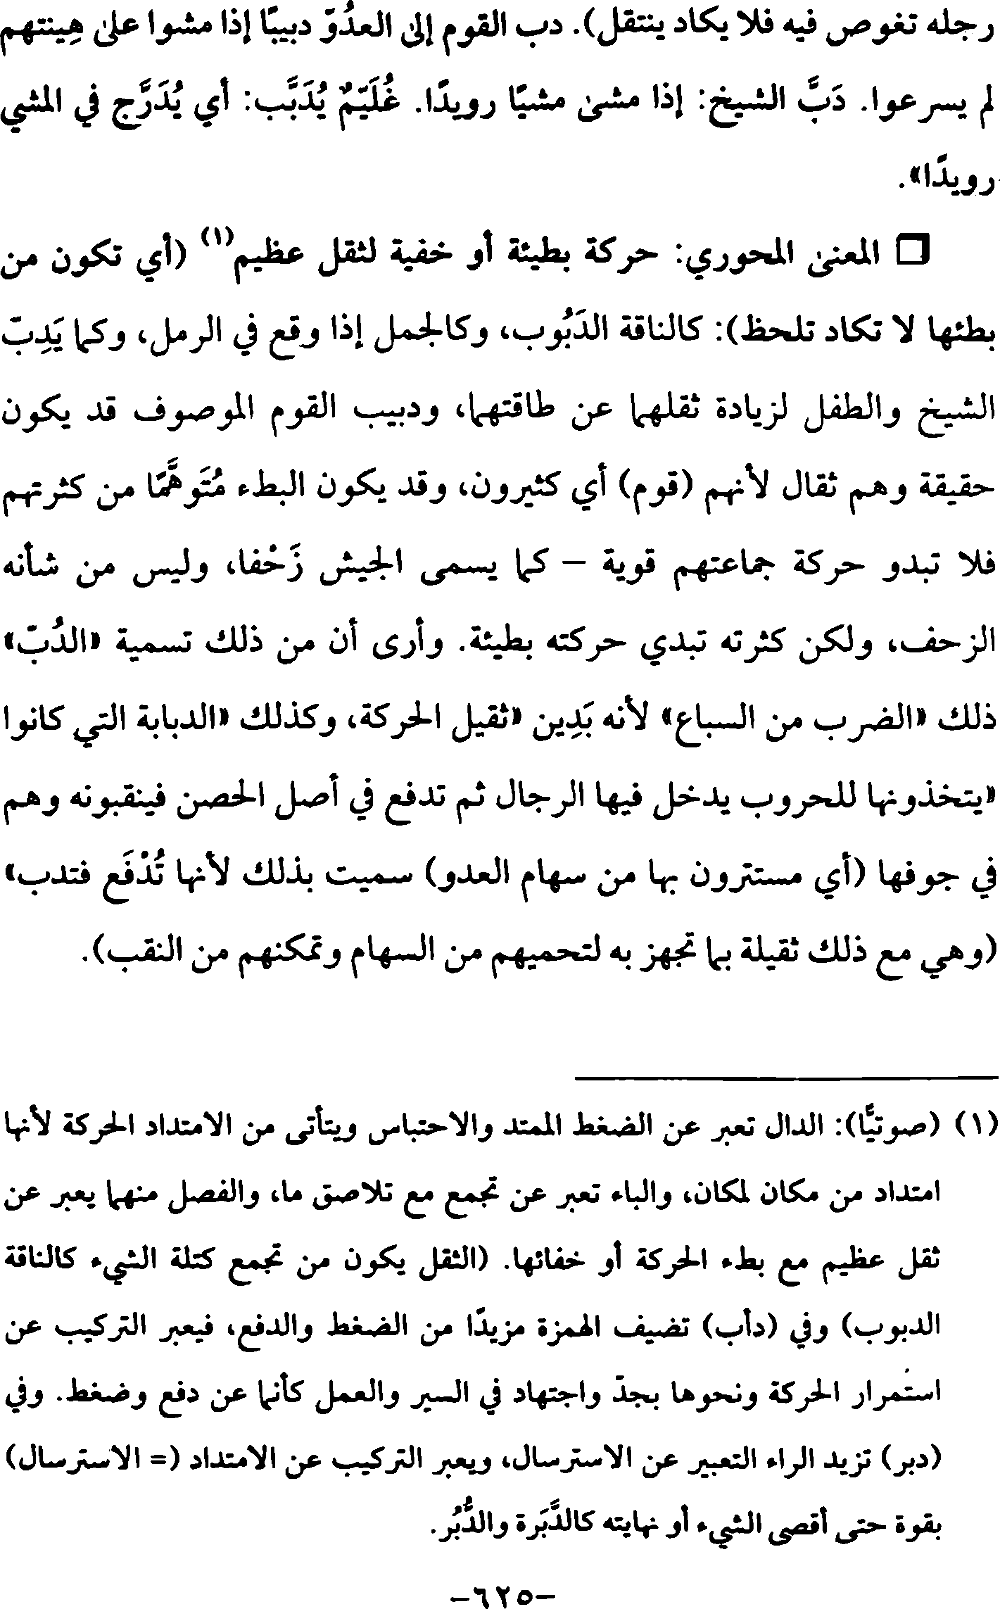 رجله تغوص فيه فلا يكاد ينتقل). دب القوم إلى العدُوّ دبيبًا إذا مشوا على هِينتهم
لم يسرعوا. دَبَّ الشيخ: إذا مشى مشيًا رويدًا. غُلَيّمٌ يُدَبَّب: أي يُدَرَّج في المشي
رويدًا».
❒ المعنى المحوري: حركة بطيئة أو خفية لثقل عظيم(١) (أي تكون من
بطئها لا تكاد تلحظ): كالناقة الدَبُوب، وكالجمل إذا وقع في الرمل، وكما يَدِبّ
الشيخ والطفل لزيادة ثقلهما عن طاقتهما، ودبيب القوم الموصوف قد يكون
حقيقة وهم ثقال لأنهم (قوم) أي كثيرون، وقد يكون البطء مُتَوهَّمًا من كثرتهم
فلا تبدو حركة جماعتهم قوية – كما يسمى الجيش زَحْفا، وليس من شأنه
الزحف، ولكن كثرته تبدي حركته بطيئة. وأرى أن من ذلك تسمية «الدُبّ»
ذلك «الضرب من السباع» لأنه بَدِين «ثقيل الحركة، وكذلك «الدبابة التي كانوا
«يتخذونها للحروب يدخل فيها الرجال ثم تدفع في أصل الحصن فينقبونه وهم
في جوفها (أي مستترون بها من سهام العدو) سميت بذلك لأنها تُدْفَع فتدب»
(وهي مع ذلك ثقيلة بما تجهز به لتحميهم من السهام وتمكنهم من النقب).
(١) (صوتيًّا): الدال تعبر عن الضغط الممتد والاحتباس ويتأتى من الامتداد الحركة لأنها
امتداد من مكان لمكان، والباء تعبر عن تجمع مع تلاصق ما، والفصل منهما يعبر عن
ثقل عظيم مع بطء الحركة أو خفائها. (الثقل يكون من تجمع كتلة الشيء كالناقة
الدبوب) وفي (دأب) تضيف الهمزة مزيدًا من الضغط والدفع، فيعبر التركيب عن
استمرار الحركة ونحوها بجدّ واجتهاد في السير والعمل كأنما عن دفع وضغط. وفي
(دبر) تزيد الراء التعبير عن الاسترسال، ويعبر التركيب عن الامتداد (= الاسترسال)
بقوة حتى أقصى الشيء أو نهايته كالدَّبَرة والدُّبُر.
-٦٢٥-